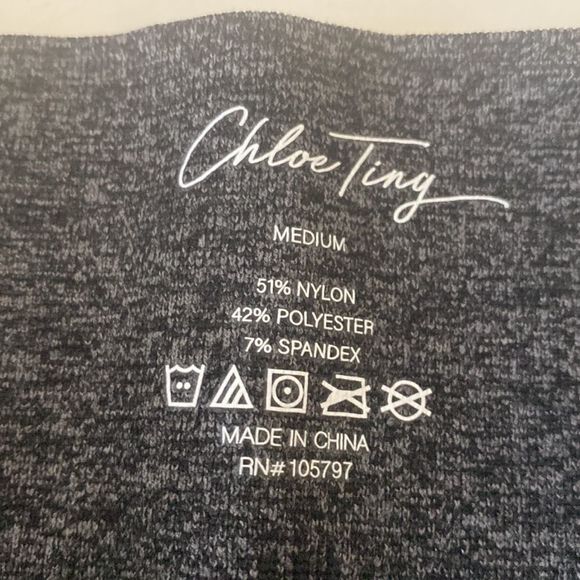 Chloe Ting
MEDIUM
51% NYLON
42% POLYESTER
7% SPANDEX
MADE IN CHINA
RN# 105797